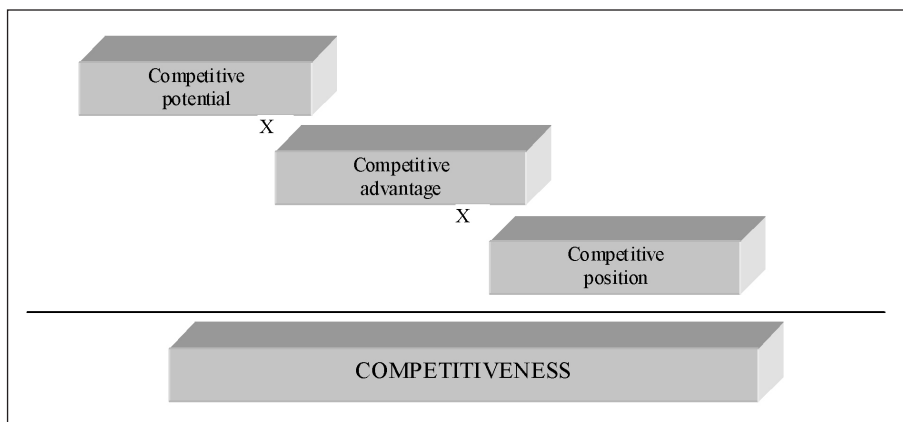 Competitive
potential
X
Competitive
advantage
X
Competitive
position
COMPETITIVENESS